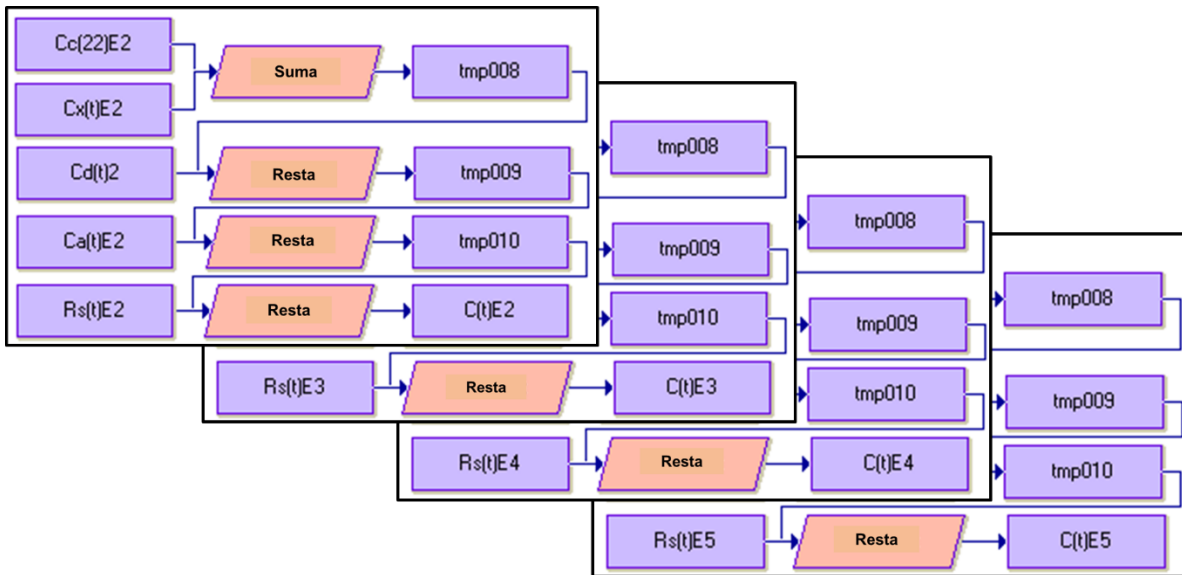 Cc(22)E2
Suma
tmp008
Cx(t)E2
Cd(t)2
Resta
tmp009
Ca(t)E2
Resta
tmp010
Rs(t)E2
Resta
C(t)E2
tmp008
tmp009
tmp010
Rs(t)E3
Resta
C(t)E3
tmp008
tmp009
tmp010
Rs(t)E4
Resta
C(t)E4
tmp008
tmp009
tmp010
Rs(t)E5
Resta
C(t)E5